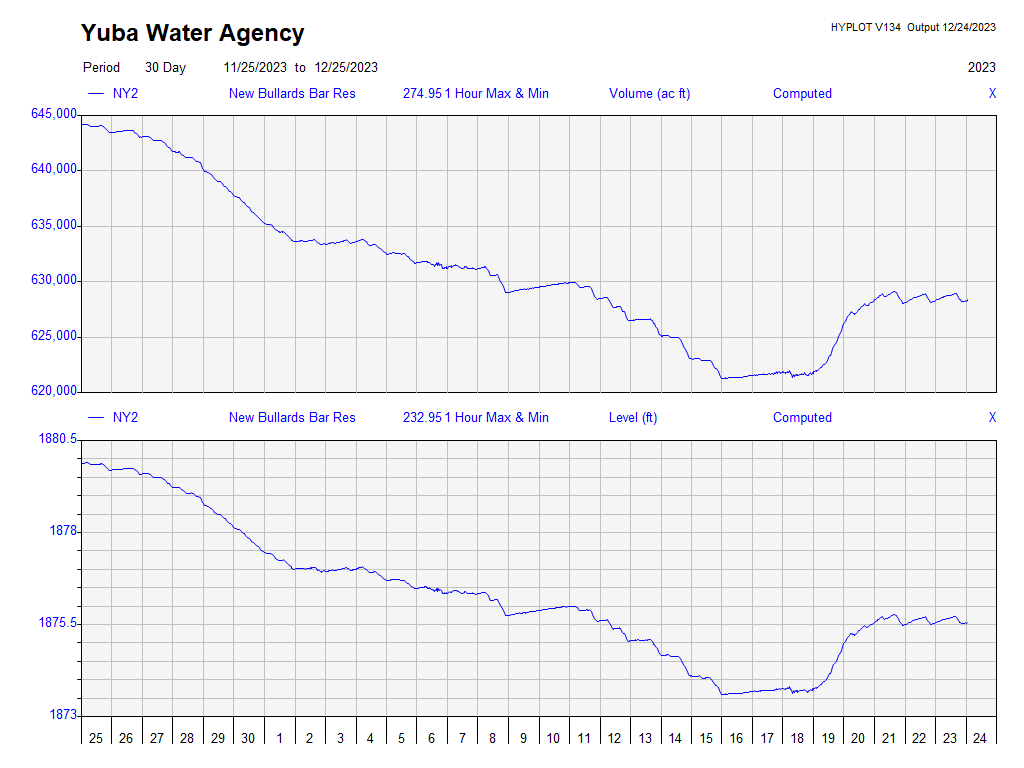 Yuba Water Agency
HYPLOT V134 Output 12/24/2023
Period 30 Day 11/25/2023 to 12/25/2023 2023
NY2 New Bullards Bar Res 274.95 1 Hour Max & Min Volume (ac ft) Computed X
645,000
640,000
635,000
630,000
625,000
620,000
NY2 New Bullards Bar Res 232.95 1 Hour Max & Min Level (ft) Computed X
1880.5
1878
1875.5
1873
25 26 27 28 29 30 1 2 3 4 5 6 7 8 9 10 11 12 13 14 15 16 17 18 19 20 21 22 23 24